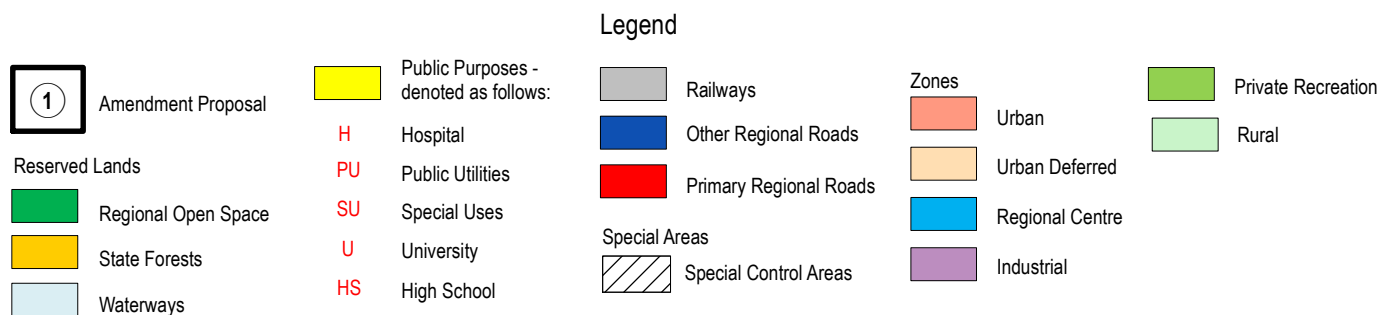 Legend
1
Amendment Proposal
Reserved Lands
Regional Open Space
State Forests
Waterways
Public Purposes -
denoted as follows:
H Hospital
PU Public Utilities
SU Special Uses
U University
HS High School
Railways
Other Regional Roads
Primary Regional Roads
Special Areas
Special Control Areas
Zones
Urban
Urban Deferred
Regional Centre
Industrial
Private Recreation
Rural